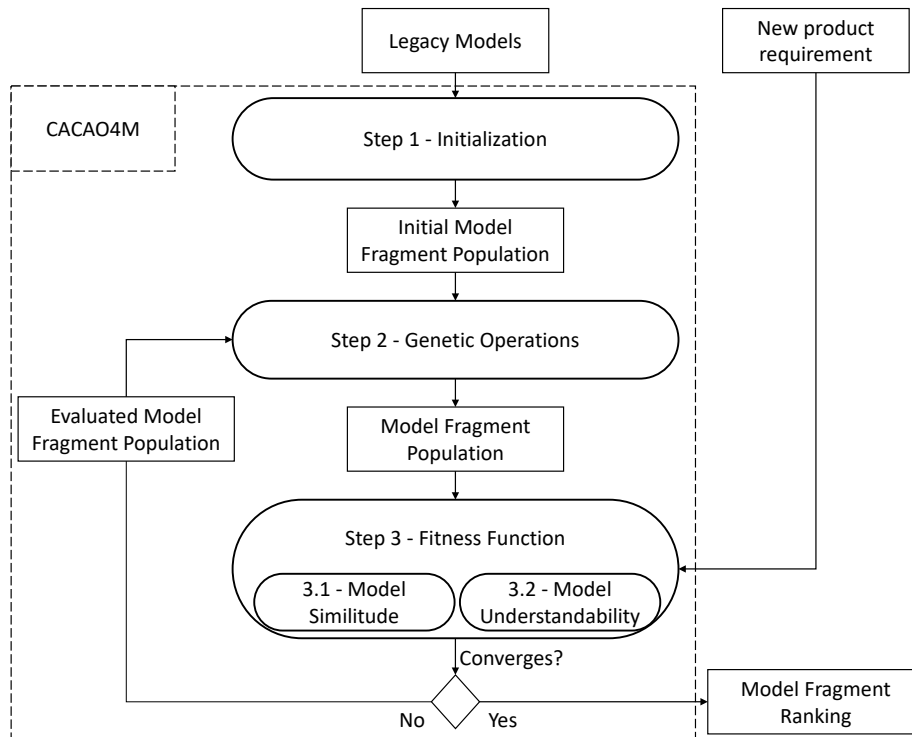 Legacy Models
New product
requirement
CACAO4M
Step 1 - Initialization
Initial Model
Fragment Population
Step 2 - Genetic Operations
Evaluated Model
Fragment Population
Model Fragment
Population
Step 3 - Fitness Function
3.1 - Model
Similitude
3.2 - Model
Understandability
Converges?
No
Yes
Model Fragment
Ranking